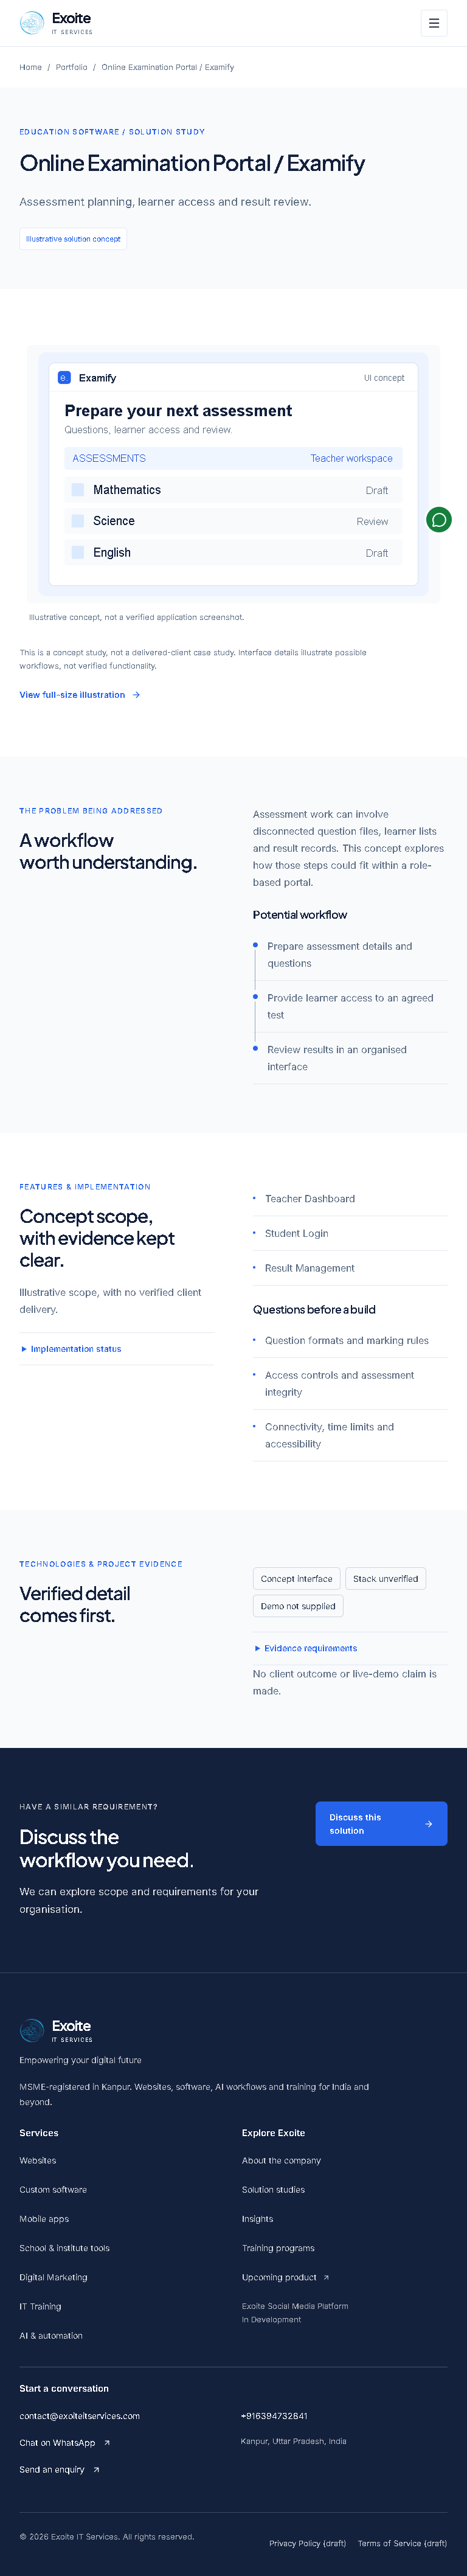 Exoite
IT SERVICES
Home / Portfolio / Online Examination Portal / Examify
EDUCATION SOFTWARE / SOLUTION STUDY
Online Examination Portal / Examify
Assessment planning, learner access and result review.
Illustrative solution concept
e.
Examify
UI concept
Prepare your next assessment
Questions, learner access and review.
ASSESSMENTS
Teacher workspace
Mathematics
Draft
Science
Review
English
Draft
Illustrative concept, not a verified application screenshot.
This is a concept study, not a delivered-client case study. Interface details illustrate possible
workflows, not verified functionality.
View full-size illustration →
THE PROBLEM BEING ADDRESSED
A workflow
worth understanding.
Assessment work can involve
disconnected question files, learner lists
and result records. This concept explores
how those steps could fit within a role-
based portal.
Potential workflow
Prepare assessment details and
questions
Provide learner access to an agreed
test
Review results in an organised
interface
FEATURES & IMPLEMENTATION
Concept scope,
with evidence kept
clear.
Illustrative scope, with no verified client
delivery.
▶ Implementation status
• Teacher Dashboard
• Student Login
• Result Management
Questions before a build
• Question formats and marking rules
• Access controls and assessment
integrity
• Connectivity, time limits and
accessibility
TECHNOLOGIES & PROJECT EVIDENCE
Verified detail
comes first.
Concept interface
Stack unverified
Demo not supplied
▶ Evidence requirements
No client outcome or live-demo claim is
made.
HAVE A SIMILAR REQUIREMENT?
Discuss the
workflow you need.
We can explore scope and requirements for your
organisation.
Discuss this
solution →
Exoite
IT SERVICES
Empowering your digital future
MSME-registered in Kanpur. Websites, software, AI workflows and training for India and
beyond.
Services
Websites
Custom software
Mobile apps
School & institute tools
Digital Marketing
IT Training
AI & automation
Explore Exoite
About the company
Solution studies
Insights
Training programs
Upcoming product ↗
Exoite Social Media Platform
In Development
Start a conversation
contact@exoiteitservices.com
Chat on WhatsApp ↗
Send an enquiry ↗
+916394732841
Kanpur, Uttar Pradesh, India
© 2026 Exoite IT Services. All rights reserved.
Privacy Policy (draft)
Terms of Service (draft)